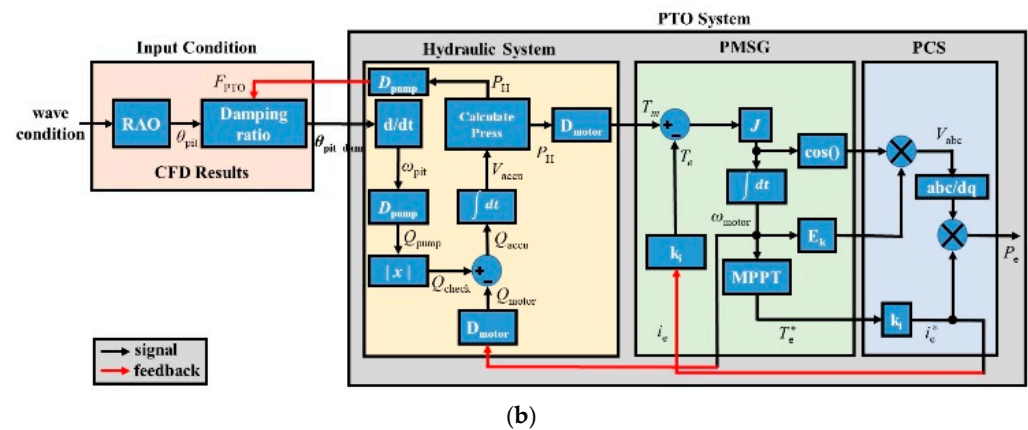 PTO System
Input Condition
Hydraulic System
PMSG
PCS
F_PTO
D_pump
P_H
wave
condition
RAO
θ_pit
Damping
ratio
θ_pit_dam
CFD Results
d/dt
Calculate
Press
P_H
D_motor
T_m
+
-
J
cos()
V_abc
ω_pit
V_accu
T_e
abc/dq
D_pump
∫ dt
∫ dt
Q_pump
Q_accu
ω_motor
E_k
P_e
| x |
Q_check
+
-
k_i
MPPT
Q_motor
D_motor
i_e
T_e^*
k_i
i_e^*
signal
feedback
(b)